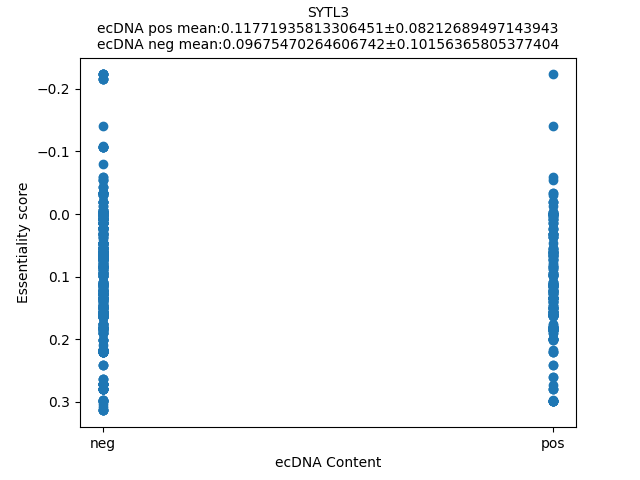 SYTL3
ecDNA pos mean:0.11771935813306451±0.08212689497143943
ecDNA neg mean:0.09675470264606742±0.10156365805377404
−0.2
−0.1
0.0
0.1
0.2
0.3
Essentiality score
neg
pos
ecDNA Content